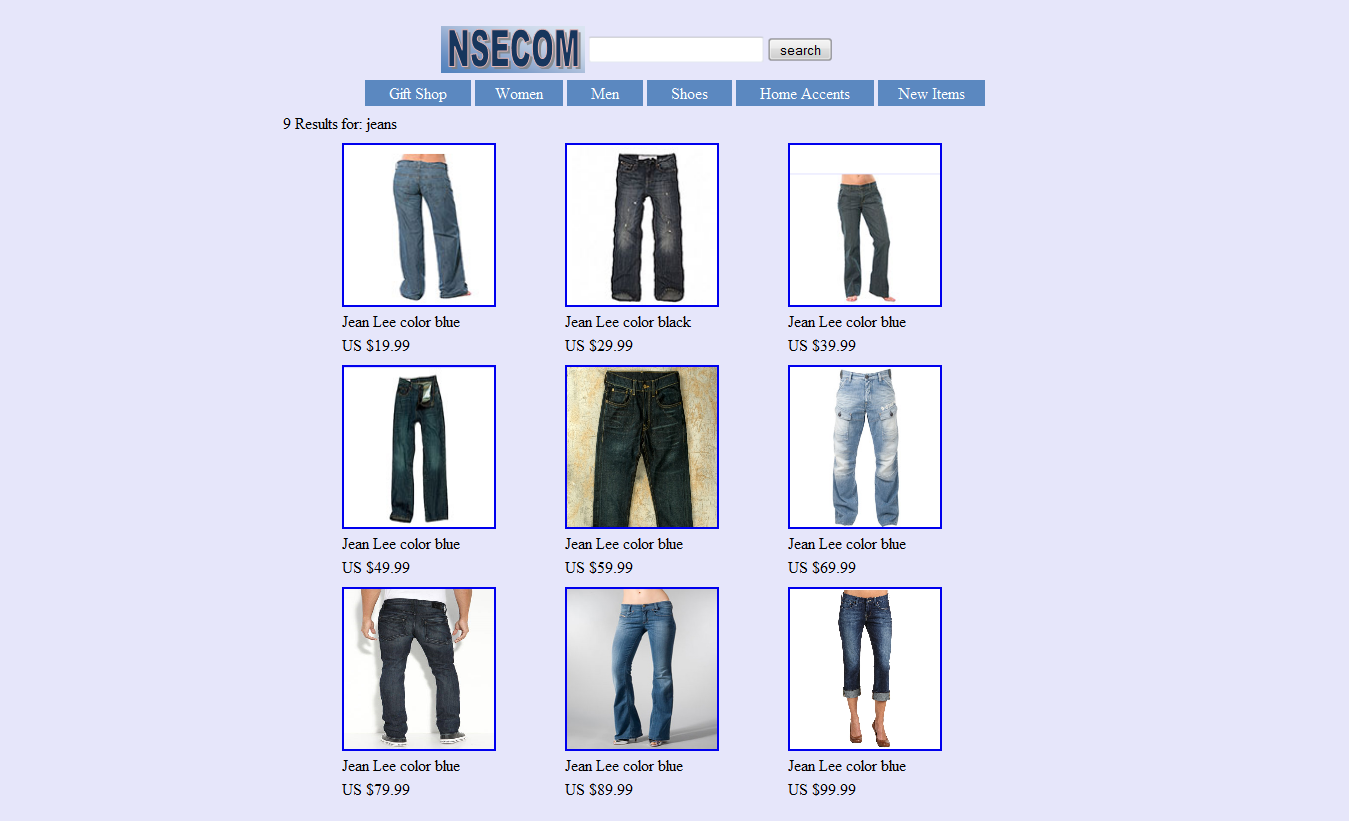 NSECOM search
Gift Shop Women Men Shoes Home Accents New Items
9 Results for: jeans
Jean Lee color blue Jean Lee color black Jean Lee color blue
US $19.99 US $29.99 US $39.99
Jean Lee color blue Jean Lee color blue Jean Lee color blue
US $49.99 US $59.99 US $69.99
Jean Lee color blue Jean Lee color blue Jean Lee color blue
US $79.99 US $89.99 US $99.99